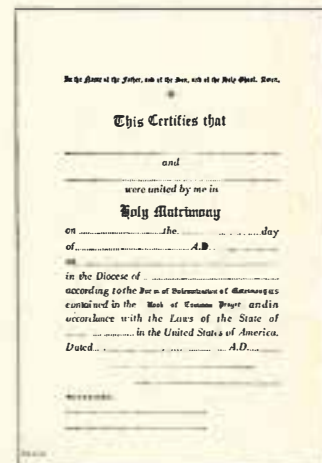 In the Name of the Father, and of the Son, and of the Holy Ghost. Amen.
This Certifies that
and
were united by me in
Holy Matrimony
on ............ the ............ day
of ............ A.D.
in the Diocese of
according to the Form of Solemnization of Matrimony as
contained in the Book of Common Prayer and in
accordance with the Laws of the State of
............ in the United States of America.
Dated ............ A.D.....